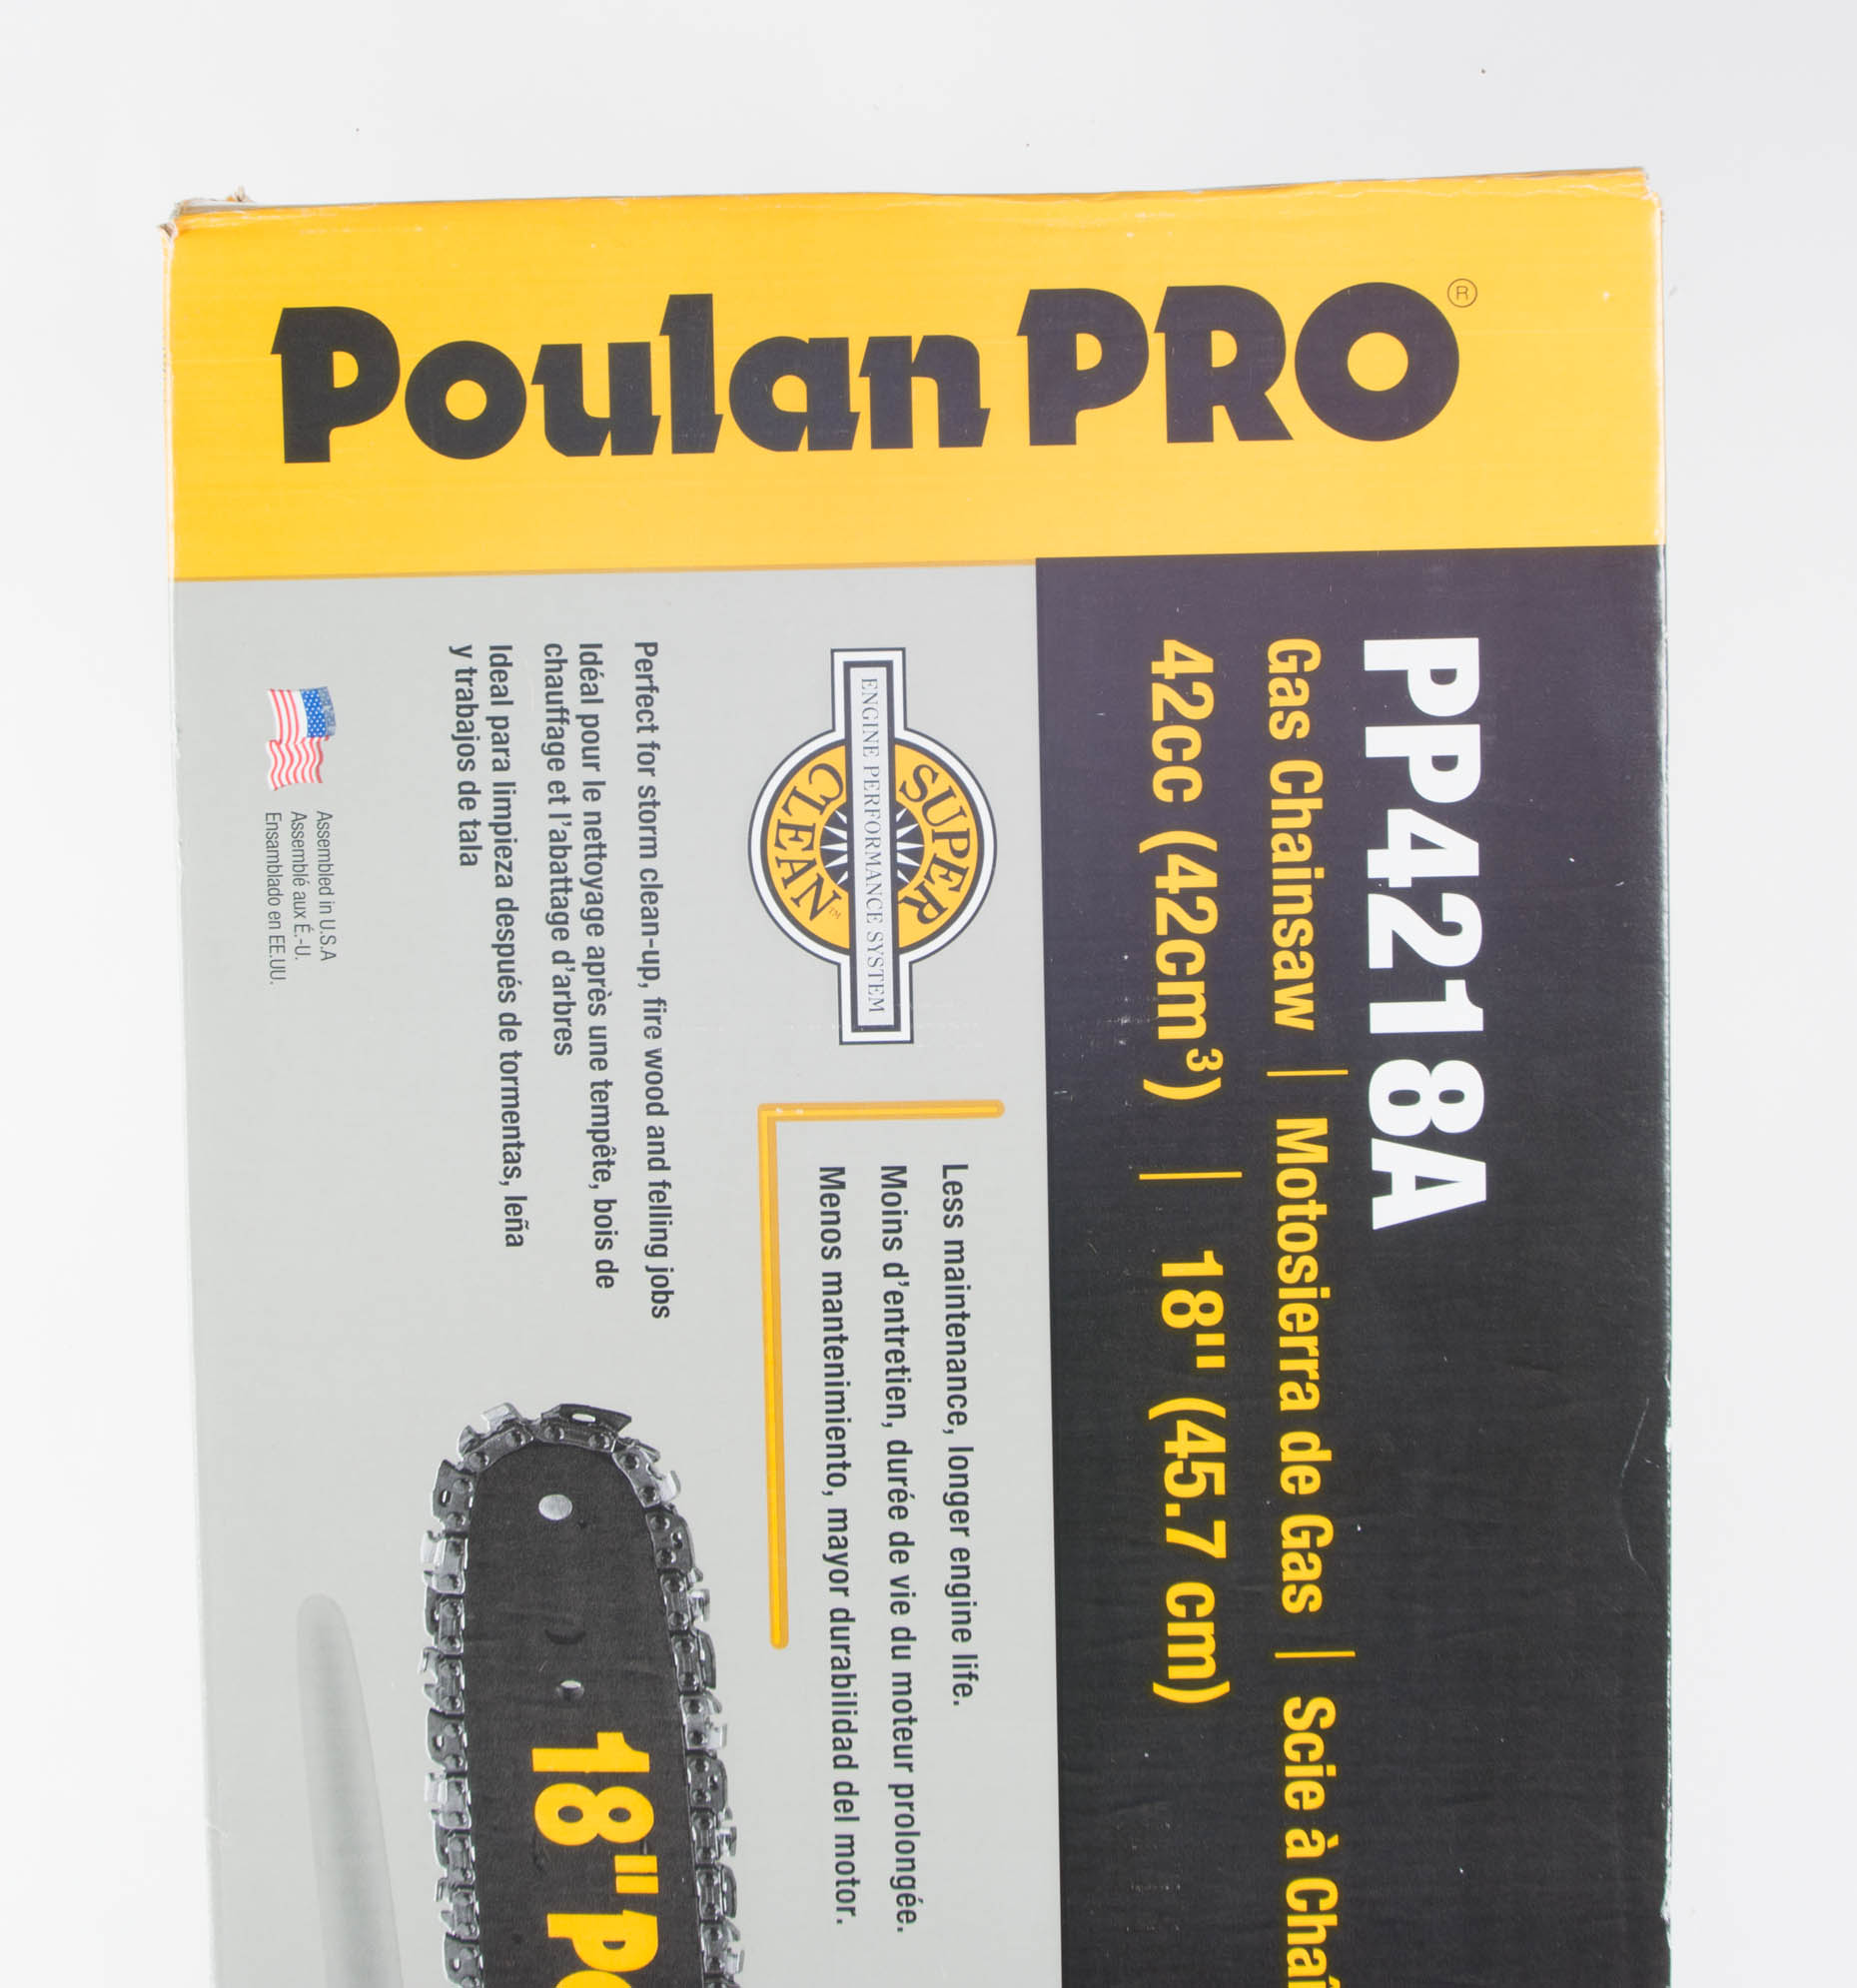 Poulan PRO®
PP4218A
Gas Chainsaw | Motosierra de Gas | Scie à
42cc (42cm³) | 18" (45.7 cm)
SUPER
ENGINE PERFORMANCE SYSTEM
CLEAN™
Less maintenance, longer engine life.
Moins d'entretien, durée de vie du moteur prolongée.
Menos mantenimiento, mayor durabilidad del motor.
Perfect for storm clean-up, fire wood and felling jobs
Idéal pour le nettoyage après une tempête, bois de
chauffage et l'abattage d'arbres
Ideal para limpieza después de tormentas, leña
y trabajos de tala
18"
Assembled in U.S.A
Assemblé aux É.-U.
Ensamblado en EE.UU.